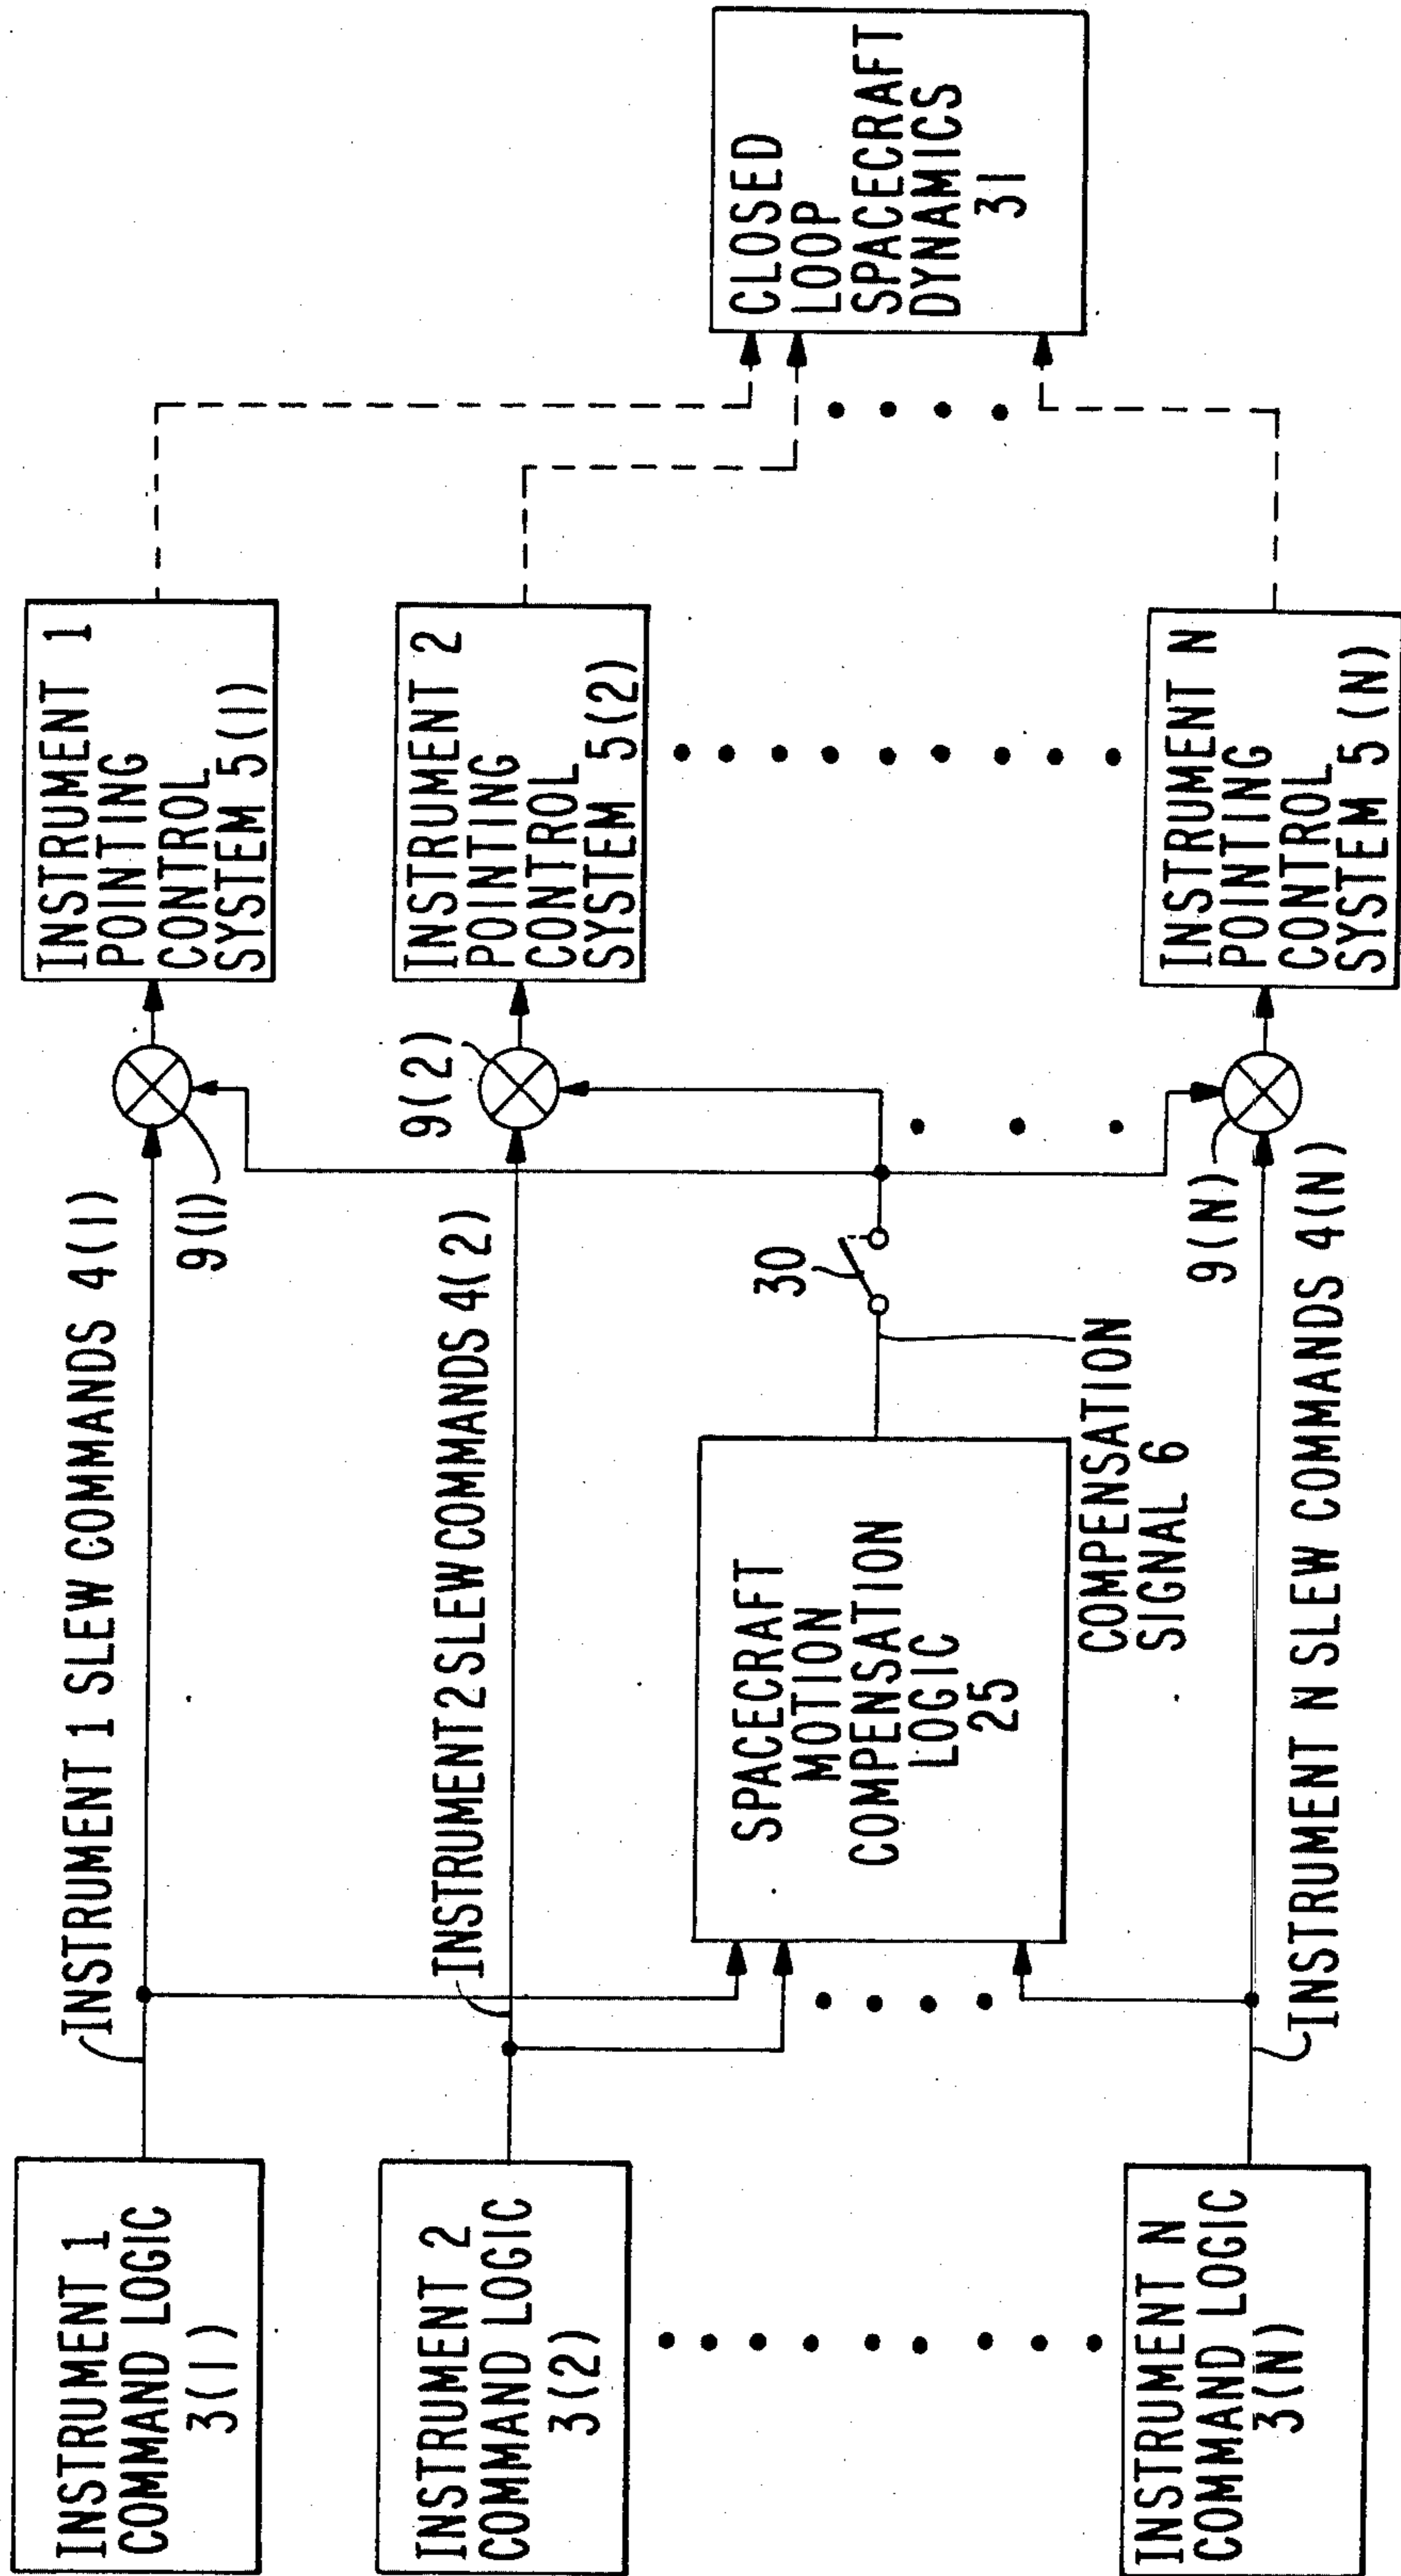 INSTRUMENT 1
COMMAND LOGIC
3(1)
INSTRUMENT 1 SLEW COMMANDS 4(1)
9(1)
INSTRUMENT 1
POINTING
CONTROL
SYSTEM 5(1)
INSTRUMENT 2
COMMAND LOGIC
3(2)
INSTRUMENT 2 SLEW COMMANDS 4(2)
9(2)
INSTRUMENT 2
POINTING
CONTROL
SYSTEM 5(2)
SPACECRAFT
MOTION
COMPENSATION
LOGIC
25
30
COMPENSATION
SIGNAL 6
CLOSED
LOOP
SPACECRAFT
DYNAMICS
31
INSTRUMENT N
COMMAND LOGIC
3(N)
INSTRUMENT N SLEW COMMANDS 4(N)
9(N)
INSTRUMENT N
POINTING
CONTROL
SYSTEM 5(N)